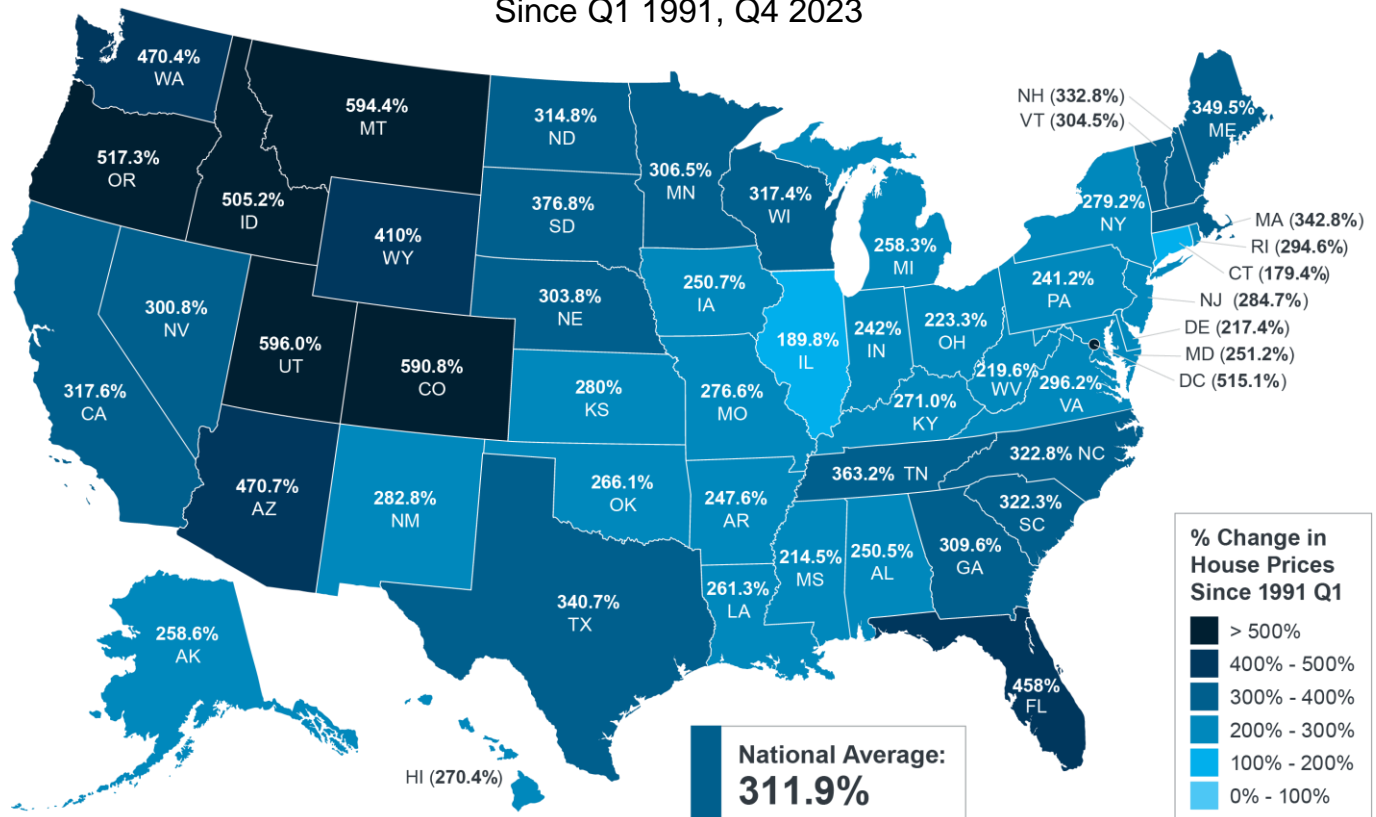 Since Q1 1991, Q4 2023
470.4%
WA
594.4%
MT
314.8%
ND
306.5%
MN
317.4%
WI
NH (332.8%)
VT (304.5%)
349.5%
ME
517.3%
OR
505.2%
ID
410%
WY
376.8%
SD
258.3%
MI
279.2%
NY
MA (342.8%)
RI (294.6%)
CT (179.4%)
NJ (284.7%)
DE (217.4%)
MD (251.2%)
DC (515.1%)
300.8%
NV
596.0%
UT
590.8%
CO
303.8%
NE
250.7%
IA
189.8%
IL
242%
IN
223.3%
OH
241.2%
PA
317.6%
CA
280%
KS
276.6%
MO
271.0%
KY
219.6%
WV
296.2%
VA
470.7%
AZ
282.8%
NM
266.1%
OK
247.6%
AR
363.2% TN
322.8% NC
322.3%
SC
340.7%
TX
261.3%
LA
214.5%
MS
250.5%
AL
309.6%
GA
458%
FL
258.6%
AK
HI (270.4%)
National Average:
311.9%
% Change in
House Prices
Since 1991 Q1
> 500%
400% - 500%
300% - 400%
200% - 300%
100% - 200%
0% - 100%